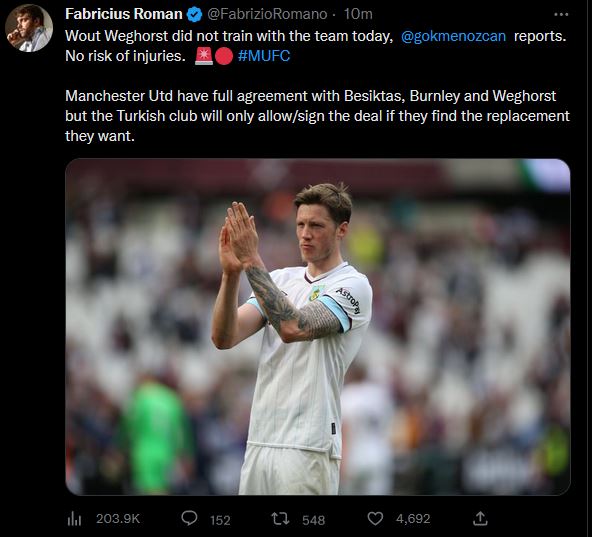 Fabricius Roman @FabrizioRomano · 10m
Wout Weghorst did not train with the team today, @gokmenozcan reports.
No risk of injuries. 🚨🔴 #MUFC
Manchester Utd have full agreement with Besiktas, Burnley and Weghorst
but the Turkish club will only allow/sign the deal if they find the replacement
they want.
AstroPay
203.9K 152 548 4,692